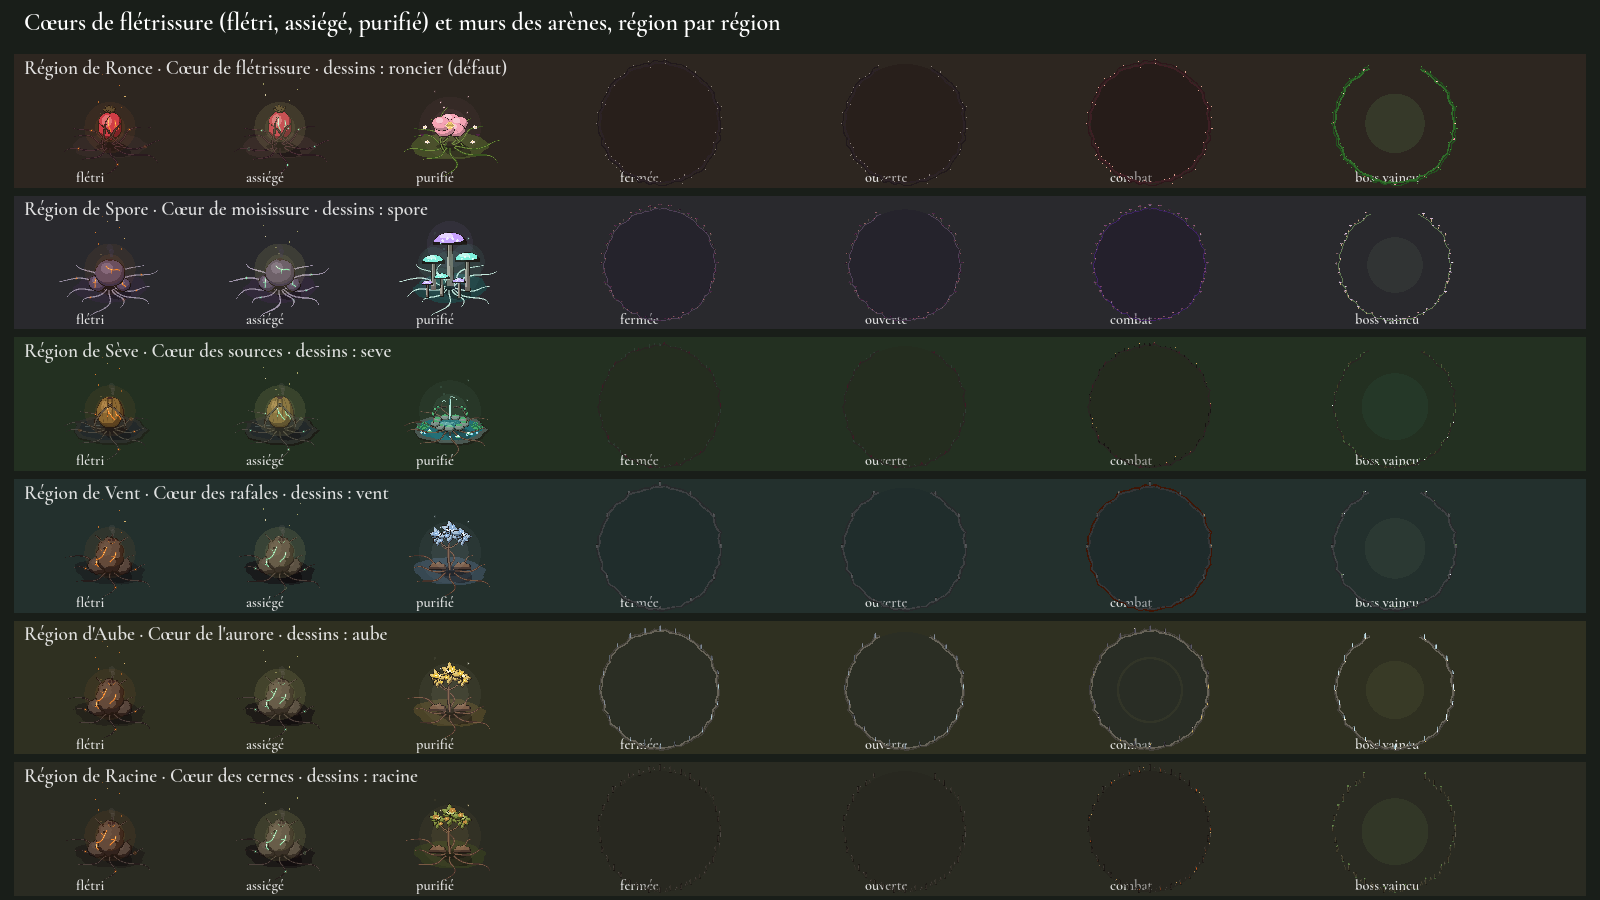 Cœurs de flétrissure (flétri, assiégé, purifié) et murs des arènes, région par région
Région de Ronce · Cœur de flétrissure · dessins : roncier (défaut)
flétri assiégé purifié fermée ouverte combat boss vaincu
Région de Spore · Cœur de moisissure · dessins : spore
flétri assiégé purifié fermée ouverte combat boss vaincu
Région de Sève · Cœur des sources · dessins : seve
flétri assiégé purifié fermée ouverte combat boss vaincu
Région de Vent · Cœur des rafales · dessins : vent
flétri assiégé purifié fermée ouverte combat boss vaincu
Région d'Aube · Cœur de l'aurore · dessins : aube
flétri assiégé purifié fermée ouverte combat boss vaincu
Région de Racine · Cœur des cernes · dessins : racine
flétri assiégé purifié fermée ouverte combat boss vaincu